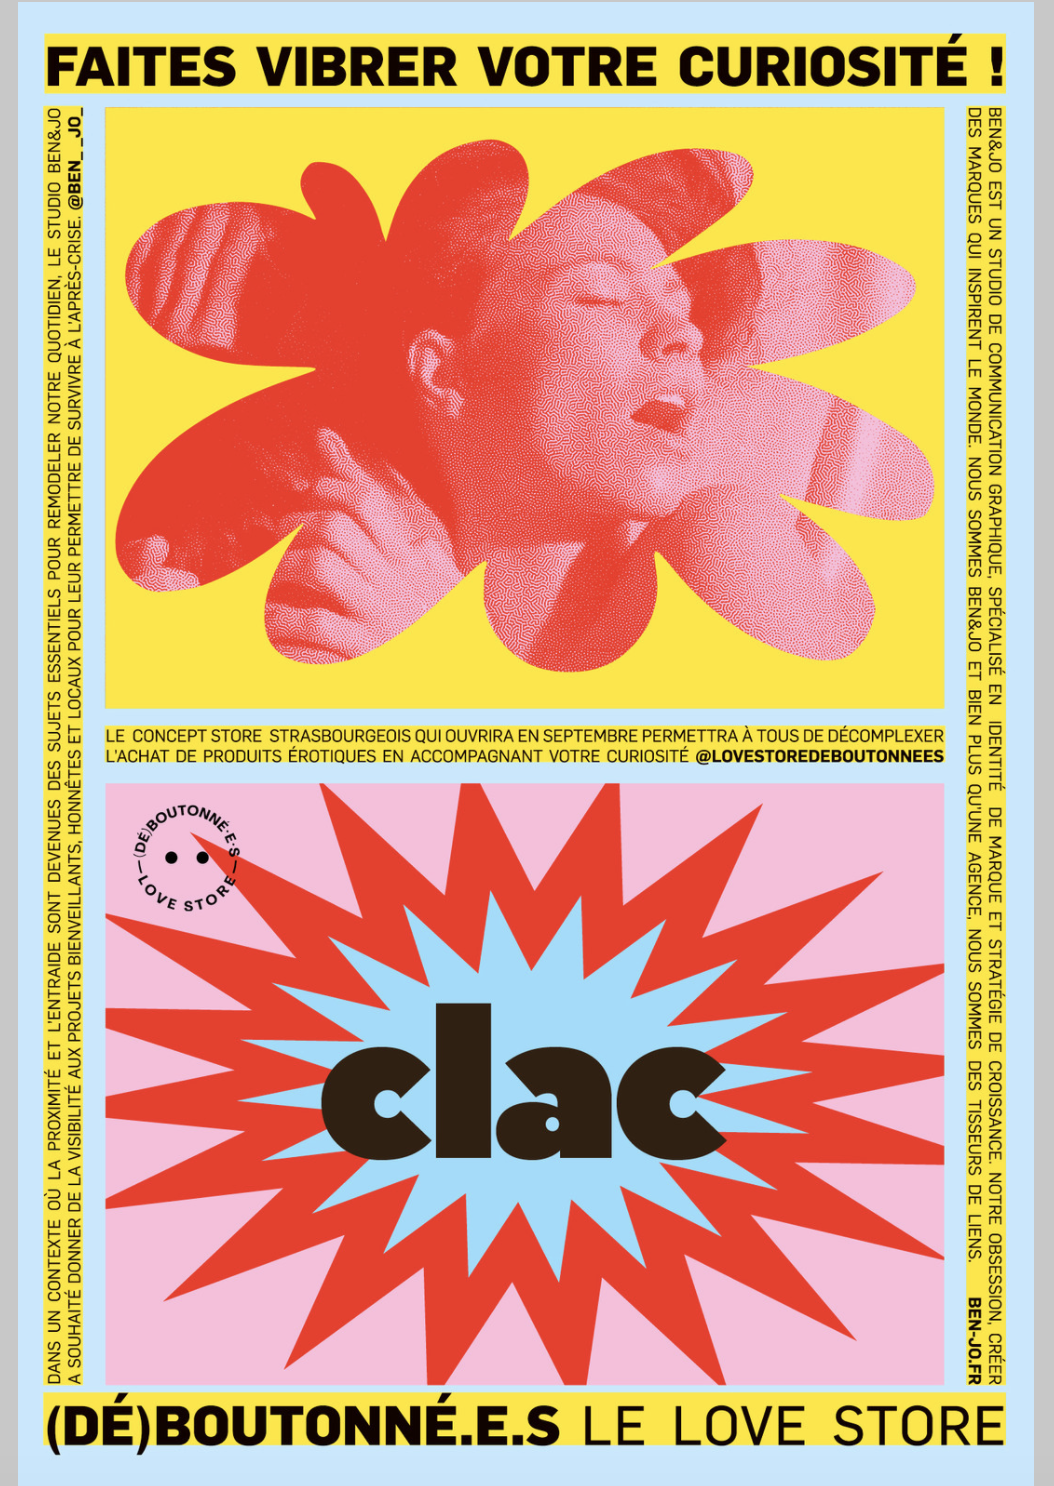 FAITES VIBRER VOTRE CURIOSITÉ !
DANS UN CONTEXTE OÙ LA PROXIMITÉ ET L'ENTRAIDE SONT DEVENUES DES SUJETS ESSENTIELS POUR REMODELER NOTRE QUOTIDIEN, LE STUDIO BEN&JO
A SOUHAITÉ DONNER DE LA VISIBILITÉ AUX PROJETS BIENVEILLANTS, HONNÊTES ET LOCAUX POUR LEUR PERMETTRE DE SURVIVRE À L'APRÈS-CRISE. @BEN__JO_
BEN&JO EST UN STUDIO DE COMMUNICATION GRAPHIQUE, SPÉCIALISÉ EN IDENTITÉ DE MARQUE ET STRATÉGIE DE CROISSANCE. NOTRE OBSESSION, CRÉER
DES MARQUES QUI INSPIRENT LE MONDE. NOUS SOMMES BEN&JO ET BIEN PLUS QU'UNE AGENCE, NOUS SOMMES DES TISSEURS DE LIENS. BEN-JO.FR
LE CONCEPT STORE STRASBOURGEOIS QUI OUVRIRA EN SEPTEMBRE PERMETTRA À TOUS DE DÉCOMPLEXER
L'ACHAT DE PRODUITS ÉROTIQUES EN ACCOMPAGNANT VOTRE CURIOSITÉ @LOVESTOREDEBOUTONNEES
(DÉ)BOUTONNÉ·E·S
LOVE STORE
clac
(DÉ)BOUTONNÉ.E.S LE LOVE STORE